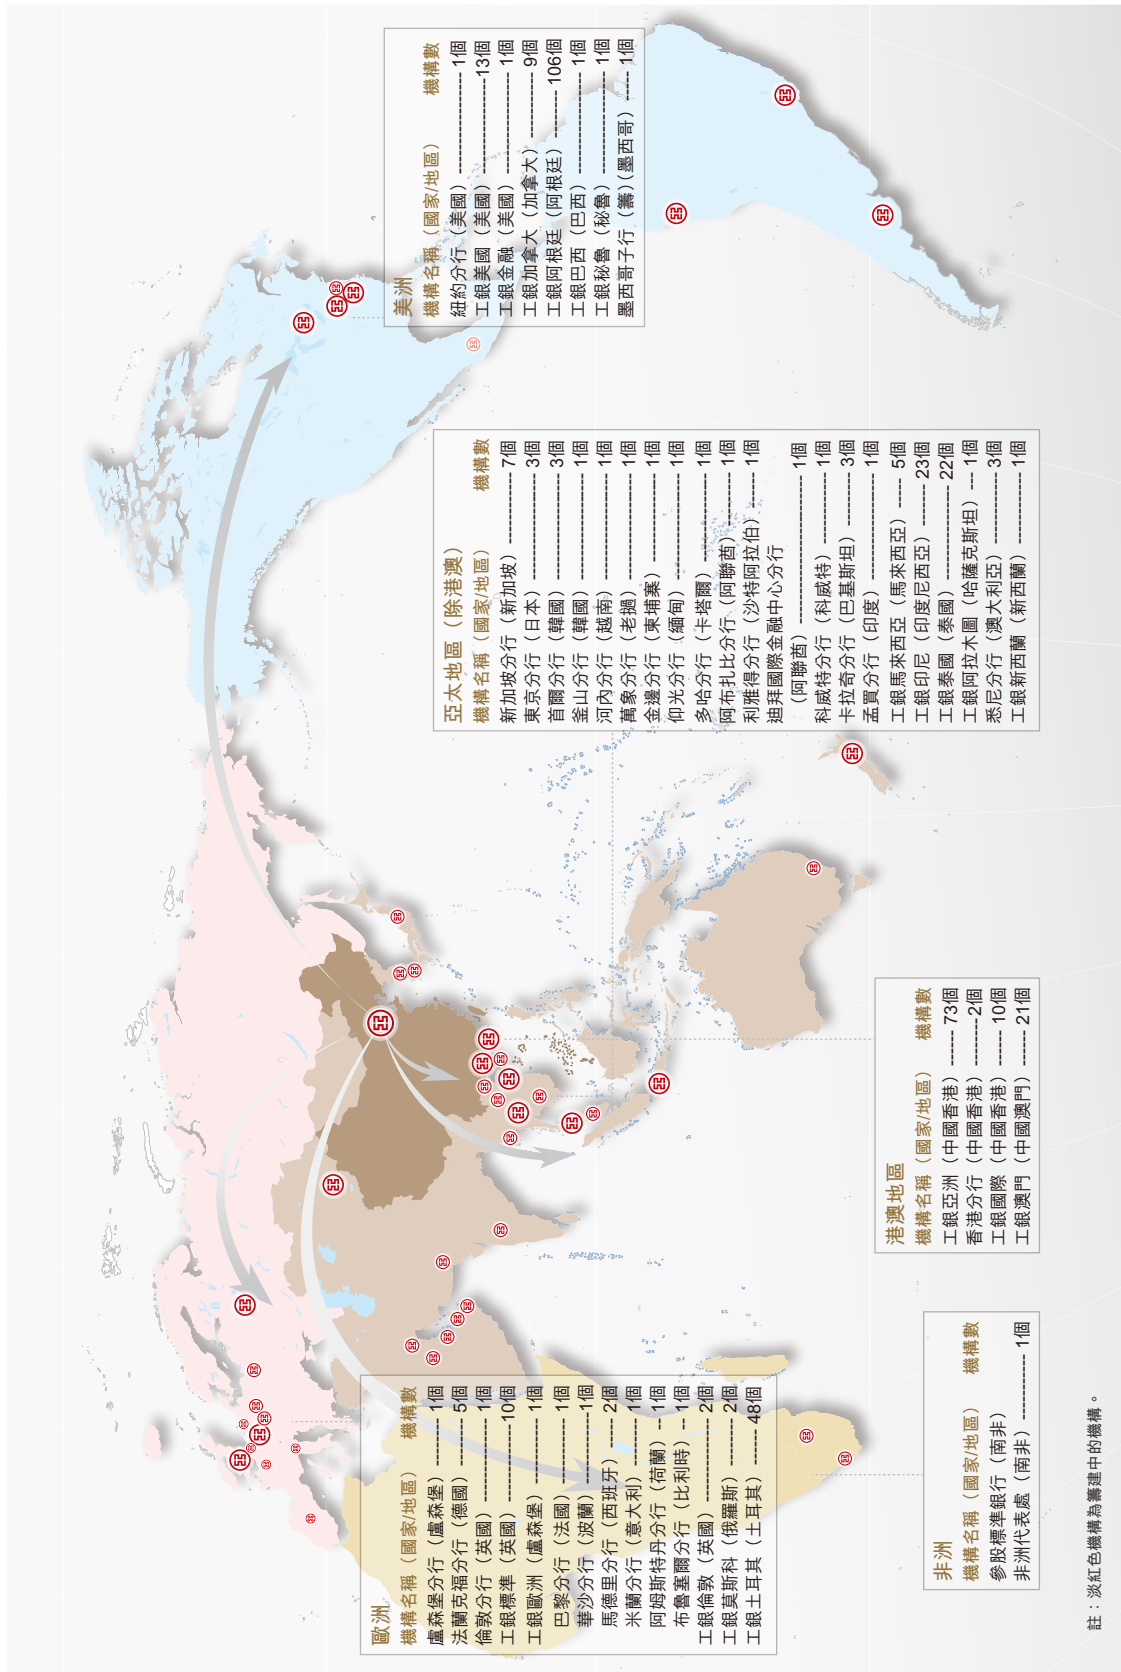 歐洲
機構名稱（國家/地區） 機構數
盧森堡分行（盧森堡）------- 1個
法蘭克福分行（德國）------- 5個
倫敦分行（英國）------------- 1個
工銀標準（英國）----------- 10個
工銀歐洲（盧森堡）---------- 1個
巴黎分行（法國）------------- 1個
華沙分行（波蘭）-------------1個
馬德里分行（西班牙）------- 2個
米蘭分行（意大利）---------- 1個
阿姆斯特丹分行（荷蘭）---- 1個
布魯塞爾分行（比利時）---- 1個
工銀倫敦（英國）------------- 2個
工銀莫斯科（俄羅斯）------- 2個
工銀土耳其（土耳其）------ 48個
非洲
機構名稱（國家/地區） 機構數
參股標準銀行（南非）
非洲代表處（南非）---------- 1個
港澳地區
機構名稱（國家/地區） 機構數
工銀亞洲（中國香港）------ 73個
香港分行（中國香港）--------2個
工銀國際（中國香港）------ 10個
工銀澳門（中國澳門）------ 21個
亞太地區（除港澳）
機構名稱（國家/地區） 機構數
新加坡分行（新加坡）----------7個
東京分行（日本）---------------- 3個
首爾分行（韓國）---------------- 3個
釜山分行（韓國）---------------- 1個
河內分行（越南）---------------- 1個
萬象分行（老撾）---------------- 1個
金邊分行（柬埔寨）------------- 1個
仰光分行（緬甸）---------------- 1個
多哈分行（卡塔爾）------------- 1個
阿布扎比分行（阿聯酋）------- 1個
利雅得分行（沙特阿拉伯）---- 1個
迪拜國際金融中心分行
（阿聯酋）----------------------- 1個
科威特分行（科威特）---------- 1個
卡拉奇分行（巴基斯坦）------- 3個
孟買分行（印度）---------------- 1個
工銀馬來西亞（馬來西亞）---- 5個
工銀印尼（印度尼西亞）------ 23個
工銀泰國（泰國）-------------- 22個
工銀阿拉木圖（哈薩克斯坦）--- 1個
悉尼分行（澳大利亞）---------- 3個
工銀新西蘭（新西蘭）---------- 1個
美洲
機構名稱（國家/地區） 機構數
紐約分行（美國）---------------- 1個
工銀美國（美國）---------------13個
工銀金融（美國）---------------- 1個
工銀加拿大（加拿大）---------- 9個
工銀阿根廷（阿根廷）------ 106個
工銀巴西（巴西）---------------- 1個
工銀秘魯（秘魯）---------------- 1個
墨西哥子行（籌）（墨西哥）---- 1個
註：淡紅色機構為籌建中的機構。